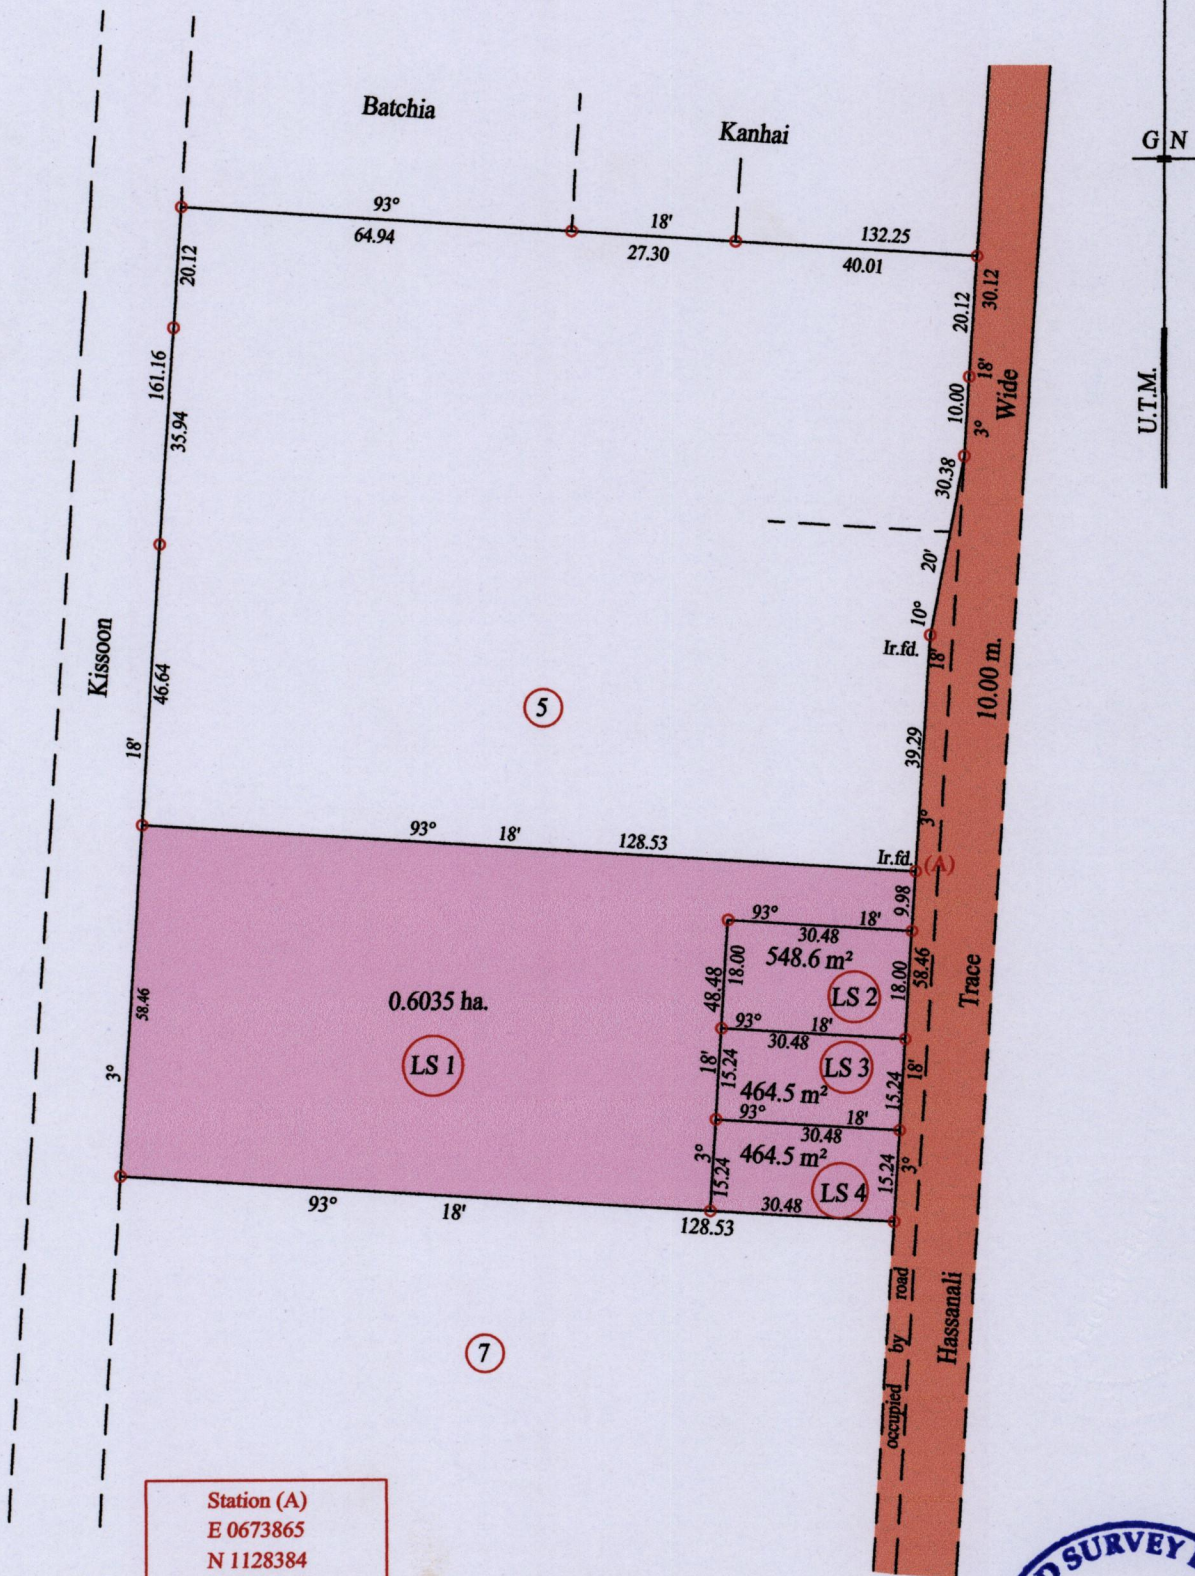 Batchia
Kanhai
G N
93° 18' 132.25
64.94 27.30 40.01
20.12
161.16
35.94
46.64
18'
Kissoon
20.12
30.12
18'
10.00
3°
Wide
30.38
20'
10°
Ir.fd.
18'
39.29
3°
10.00 m.
U.T.M.
5
93° 18' 128.53
Ir.fd.
(A)
9.98
93° 18'
30.48
548.6 m²
LS 2
18.00
48.48
18.00
58.46
Trace
0.6035 ha.
LS 1
58.46
3°
93° 18'
30.48
LS 3
18'
15.24
464.5 m²
15.24
18'
93° 18'
30.48
464.5 m²
LS 4
3°
15.24
15.24
3°
30.48
93° 18' 128.53
7
occupied by road
Hassanali
Station (A)
E 0673865
N 1128384
D SURVEY